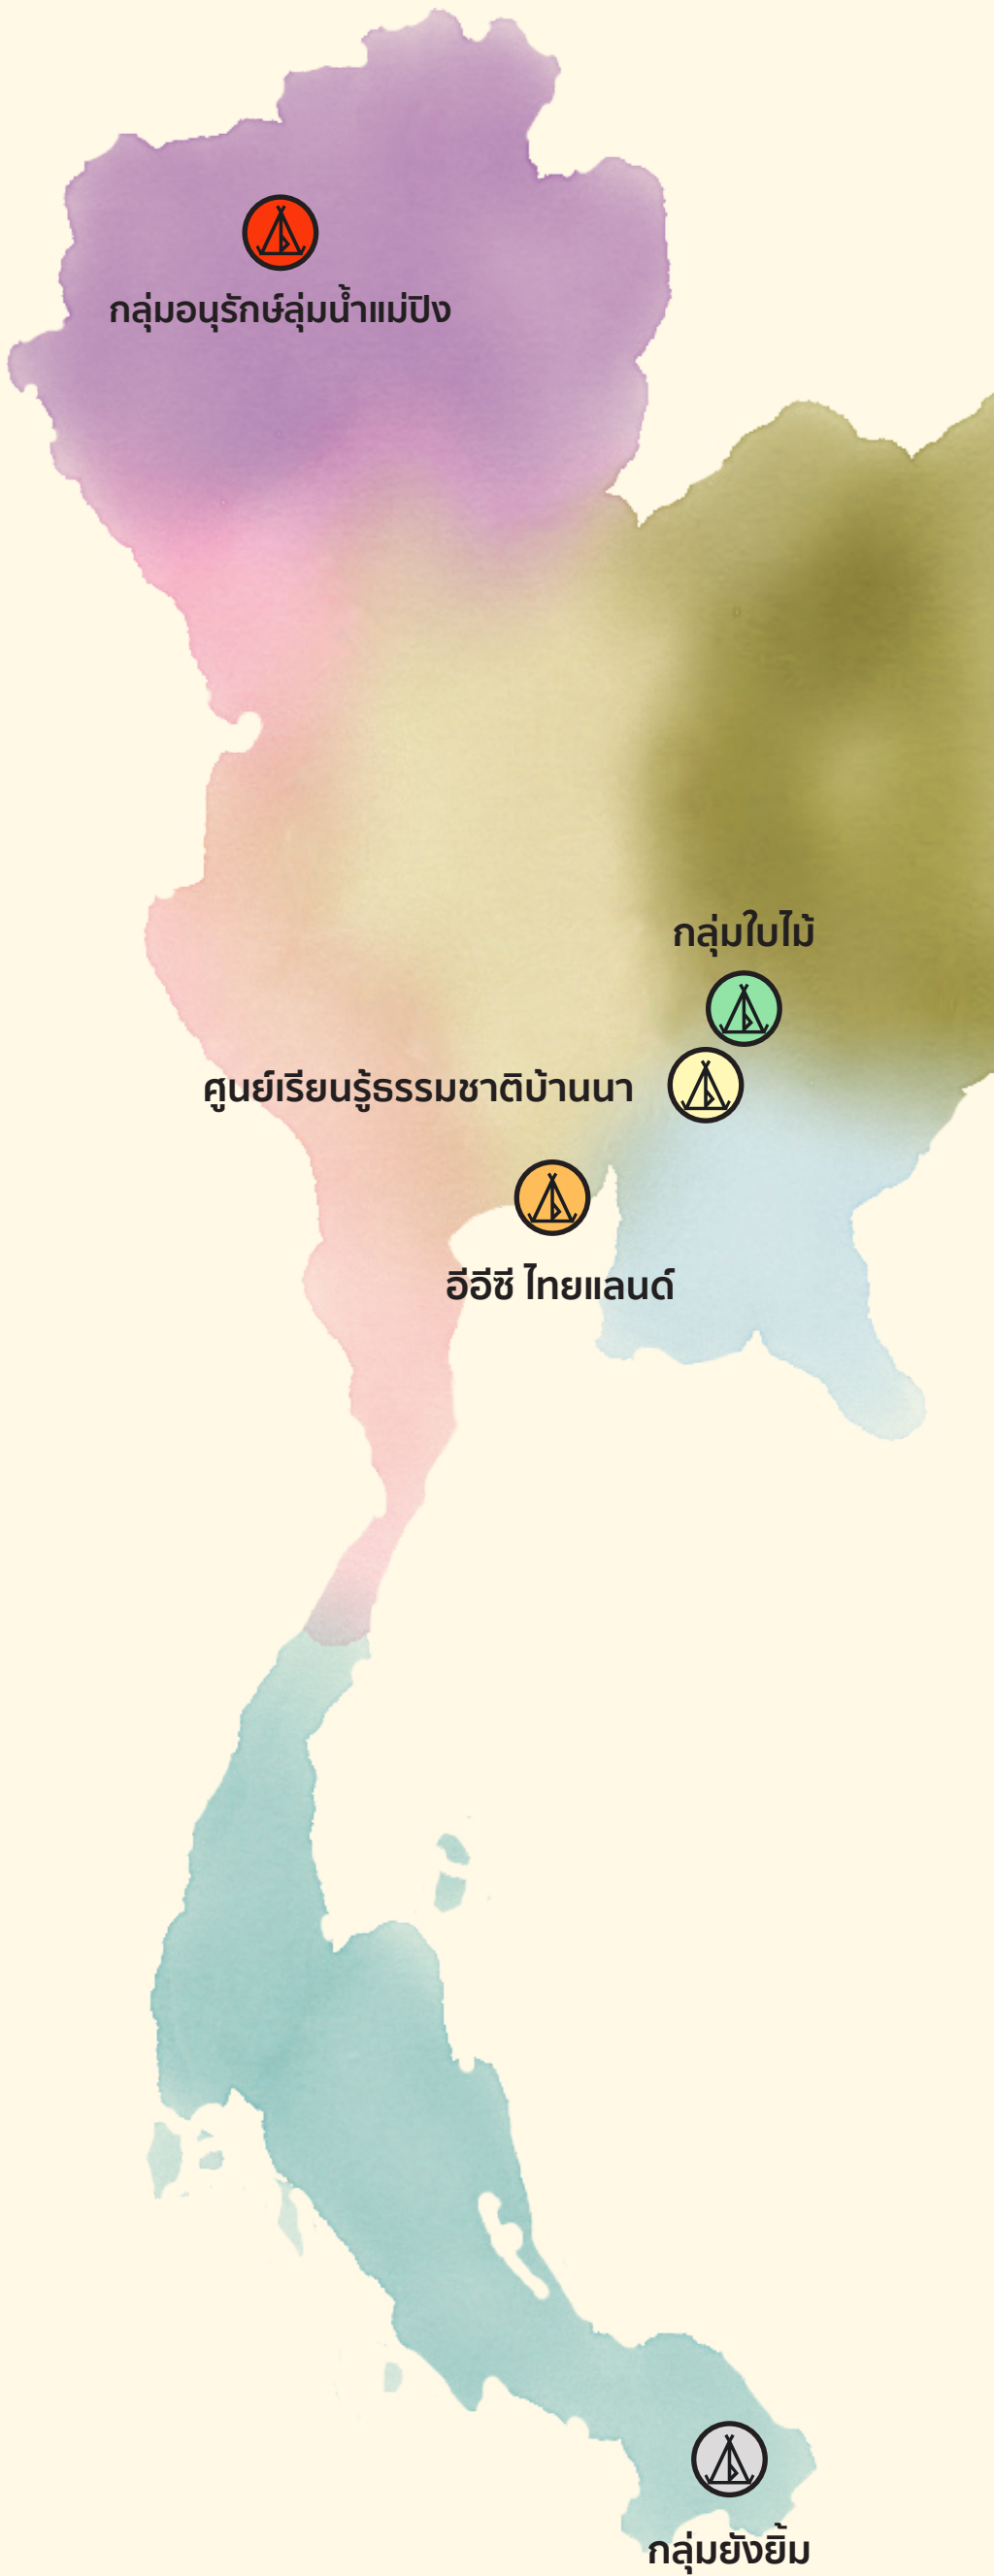 กลุ่มอนุรักษ์ลุ่มน้ำแม่ปิง
กลุ่มใบไม้
ศูนย์เรียนรู้ธรรมชาติบ้านนา
อีอีซี ไทยแลนด์
กลุ่มยังยิ้ม